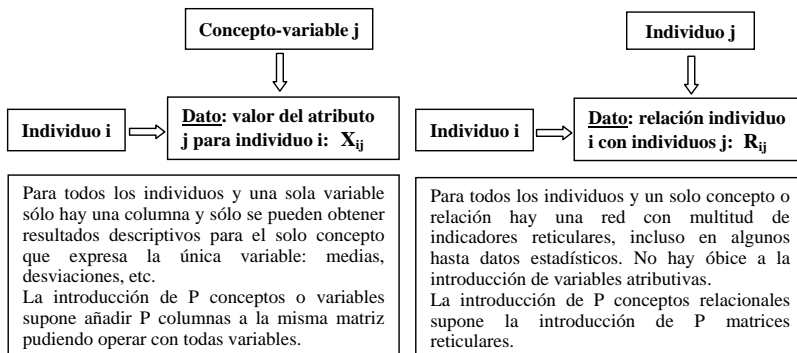 Concepto-variable j
Individuo i
Dato: valor del atributo
j para individuo i: Xij
Para todos los individuos y una sola variable
sólo hay una columna y sólo se pueden obtener
resultados descriptivos para el solo concepto
que expresa la única variable: medias,
desviaciones, etc.
La introducción de P conceptos o variables
supone añadir P columnas a la misma matriz
pudiendo operar con todas variables.
Individuo j
Individuo i
Dato: relación individuo
i con individuos j: Rij
Para todos los individuos y un solo concepto o
relación hay una red con multitud de
indicadores reticulares, incluso en algunos
hasta datos estadísticos. No hay óbice a la
introducción de variables atributivas.
La introducción de P conceptos relacionales
supone la introducción de P matrices
reticulares.